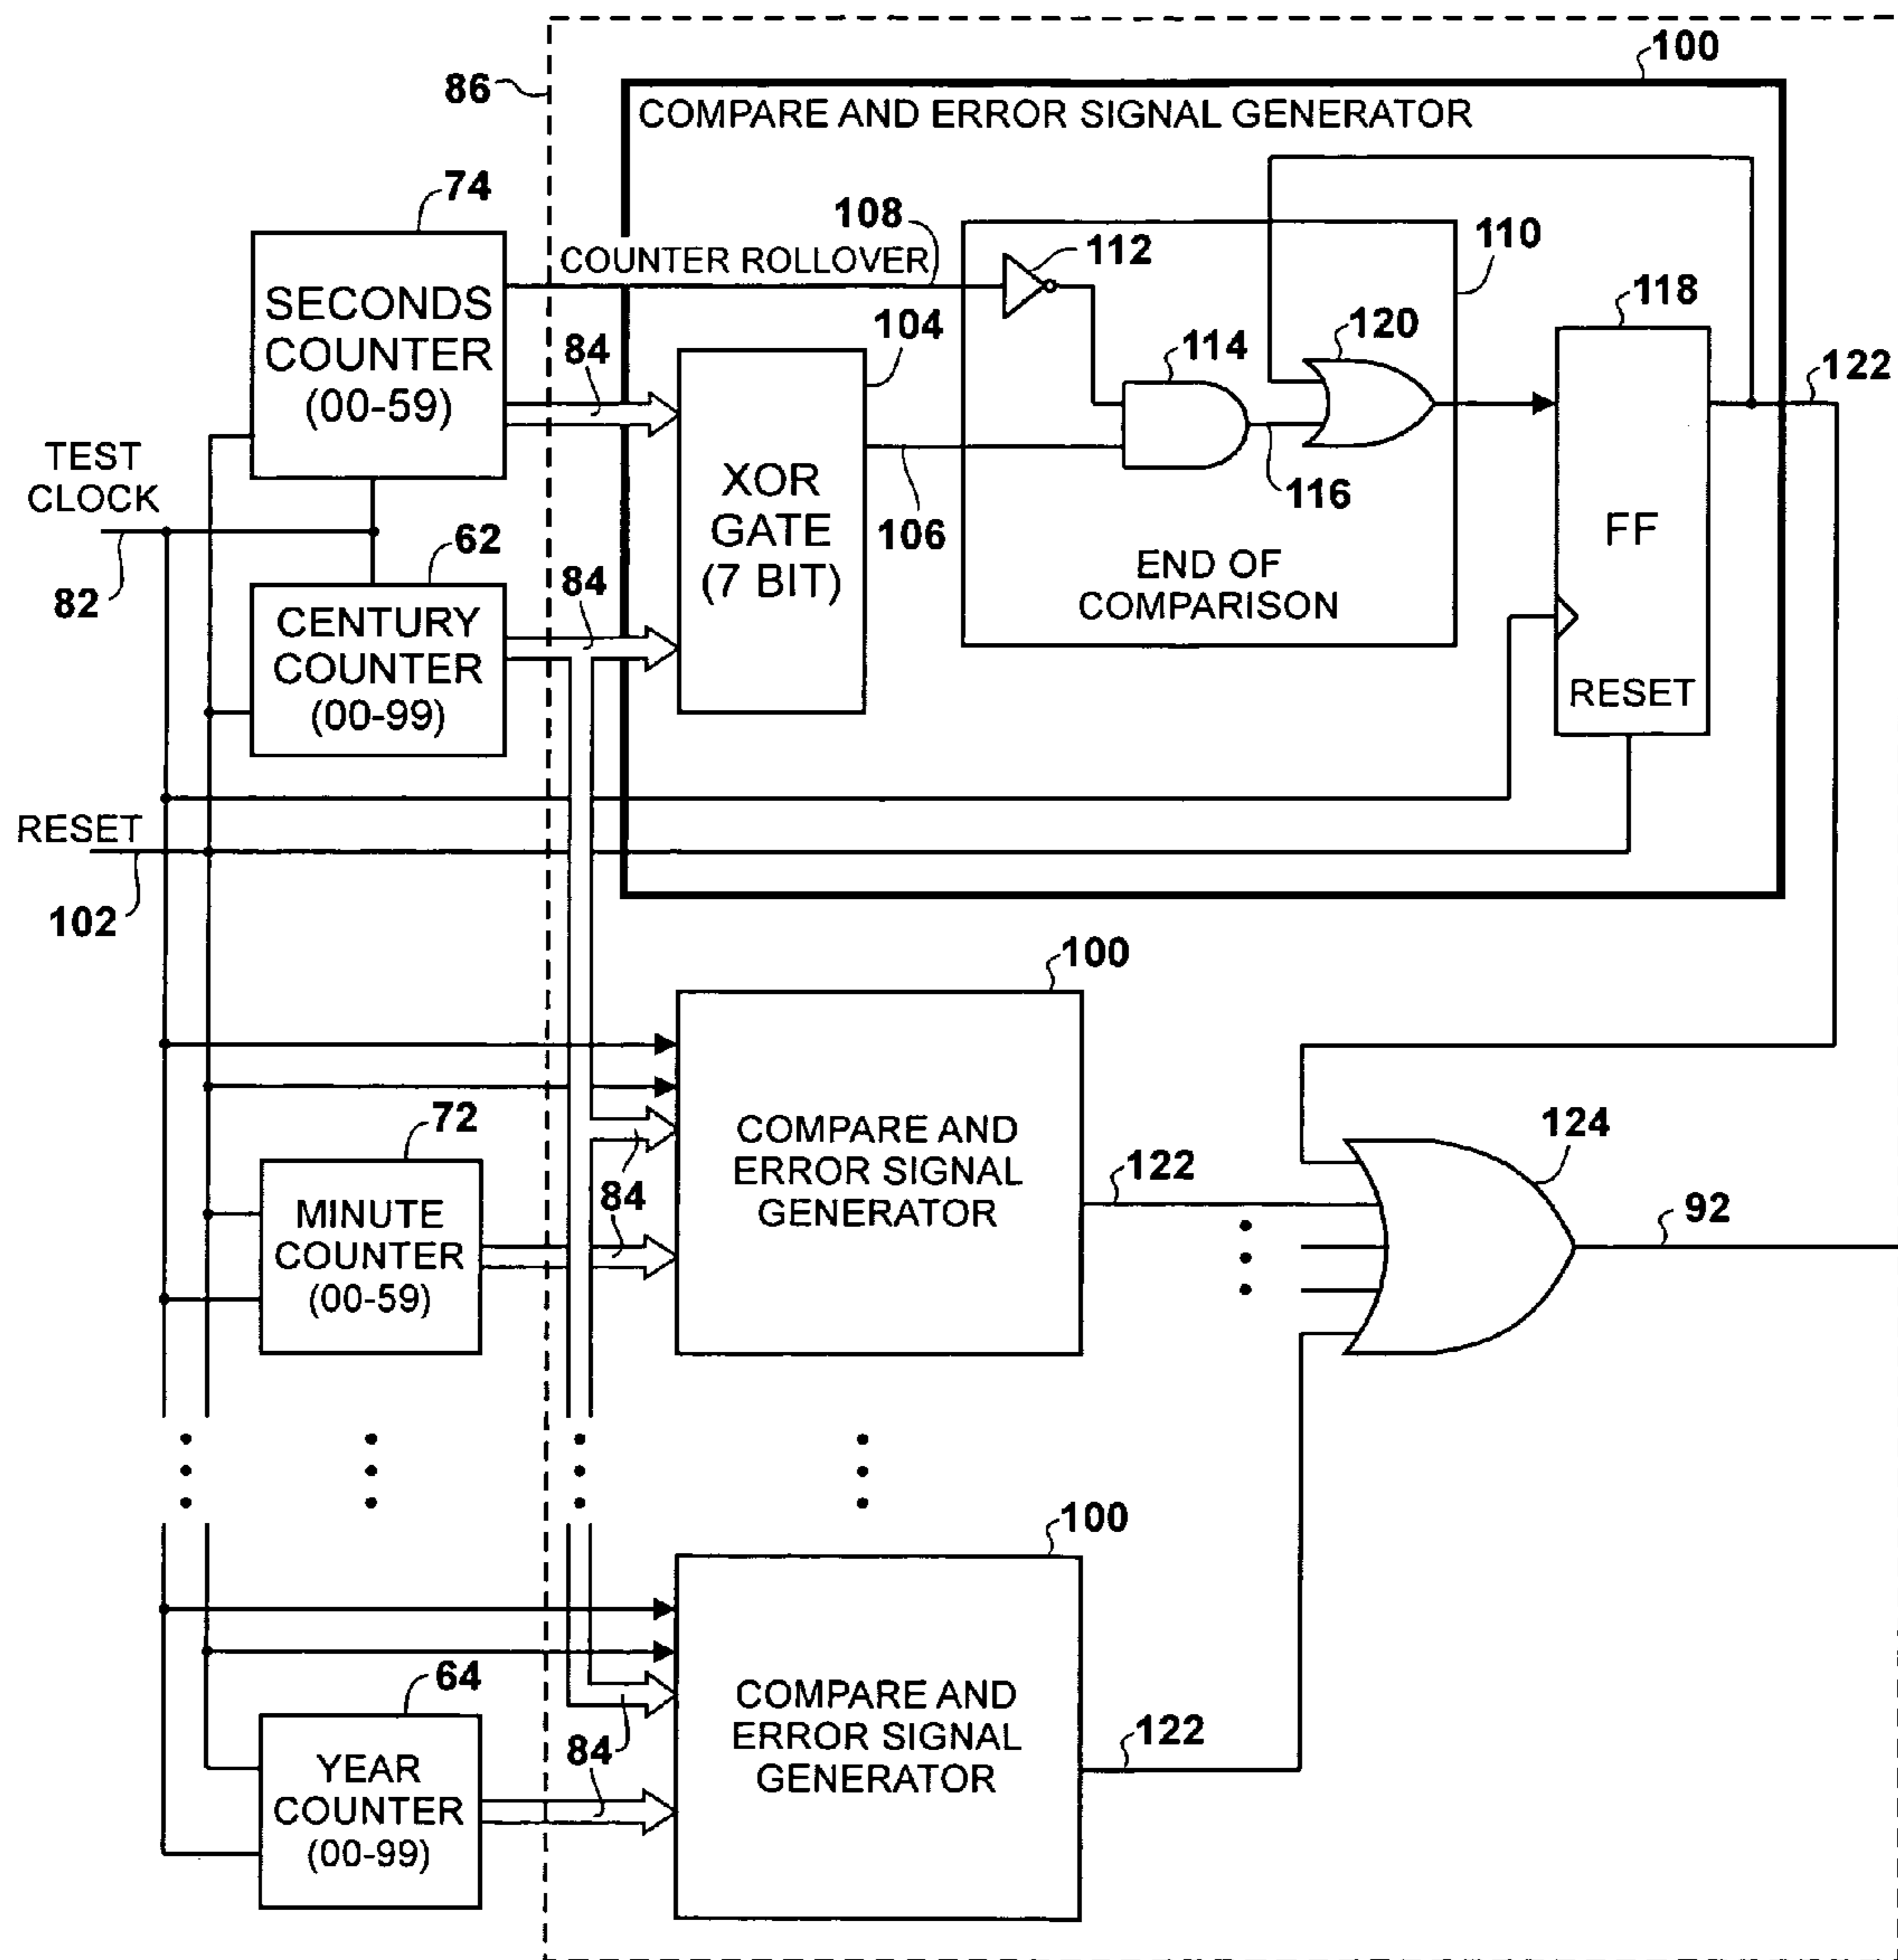 100
86
COMPARE AND ERROR SIGNAL GENERATOR
74
108
110
COUNTER ROLLOVER
112
118
SECONDS
COUNTER
(00-59)
84
104
114
120
122
TEST
CLOCK
XOR
GATE
(7 BIT)
106
116
FF
82
62
84
END OF
COMPARISON
CENTURY
COUNTER
(00-99)
RESET
RESET
102
100
72
COMPARE AND
ERROR SIGNAL
GENERATOR
84
84
122
124
92
MINUTE
COUNTER
(00-59)
100
64
COMPARE AND
ERROR SIGNAL
GENERATOR
84
84
122
YEAR
COUNTER
(00-99)